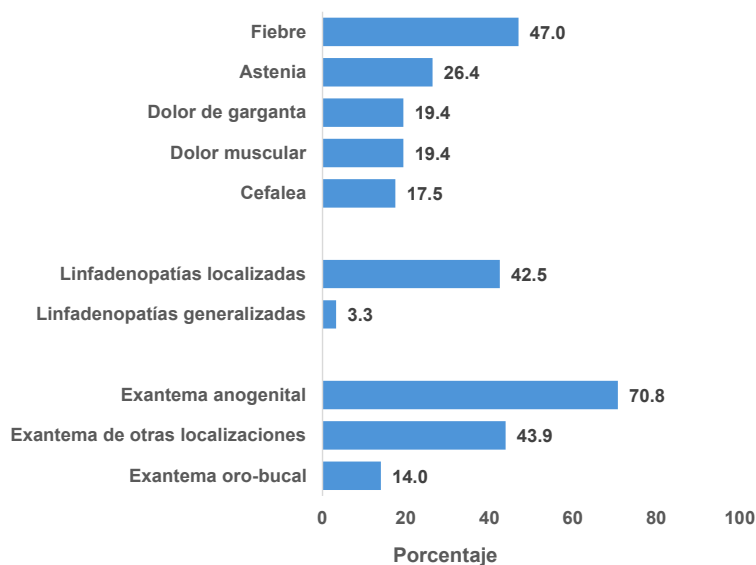 Fiebre 47.0
Astenia 26.4
Dolor de garganta 19.4
Dolor muscular 19.4
Cefalea 17.5
Linfadenopatías localizadas 42.5
Linfadenopatías generalizadas 3.3
Exantema anogenital 70.8
Exantema de otras localizaciones 43.9
Exantema oro-bucal 14.0
0 20 40 60 80 100
Porcentaje